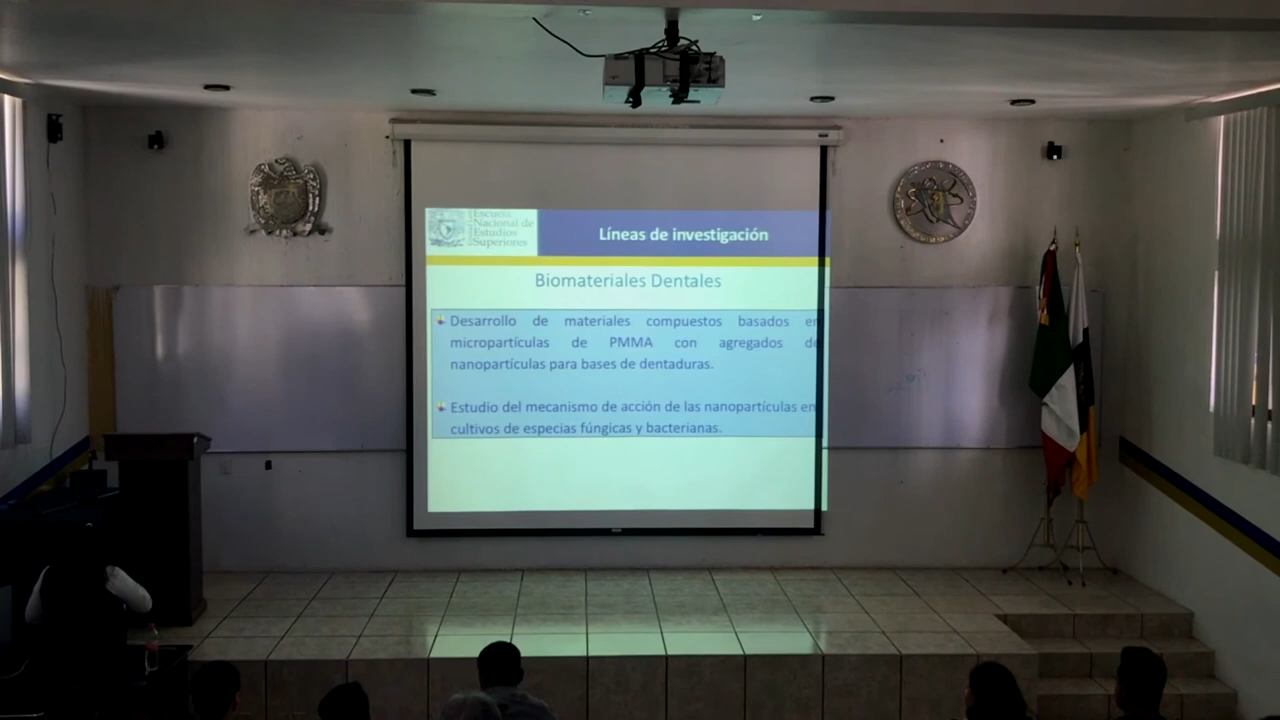 Escuela
Nacional de
Estudios
Superiores
Líneas de investigación
Biomateriales Dentales
Desarrollo de materiales compuestos basados en
micropartículas de PMMA con agregados de
nanopartículas para bases de dentaduras.
Estudio del mecanismo de acción de las nanopartículas en
cultivos de especias fúngicas y bacterianas.